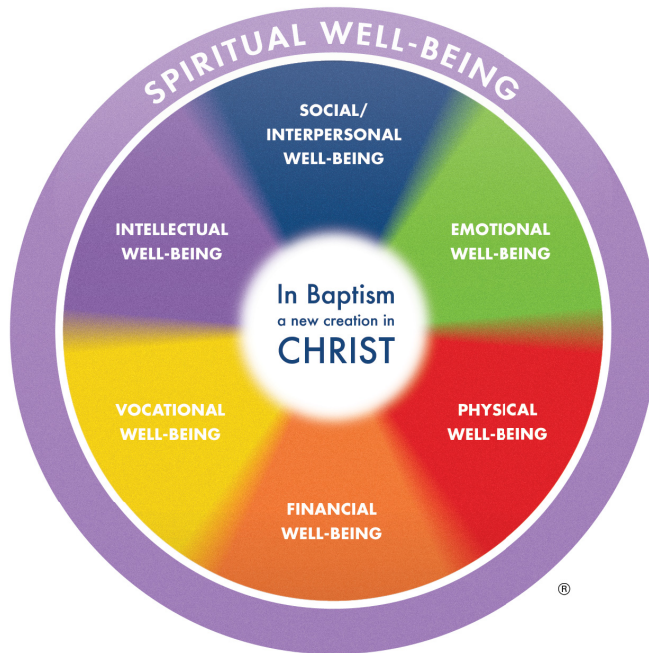 SPIRITUAL WELL-BEING
SOCIAL/
INTERPERSONAL
WELL-BEING
INTELLECTUAL
WELL-BEING
EMOTIONAL
WELL-BEING
In Baptism
a new creation in
CHRIST
VOCATIONAL
WELL-BEING
PHYSICAL
WELL-BEING
FINANCIAL
WELL-BEING
®